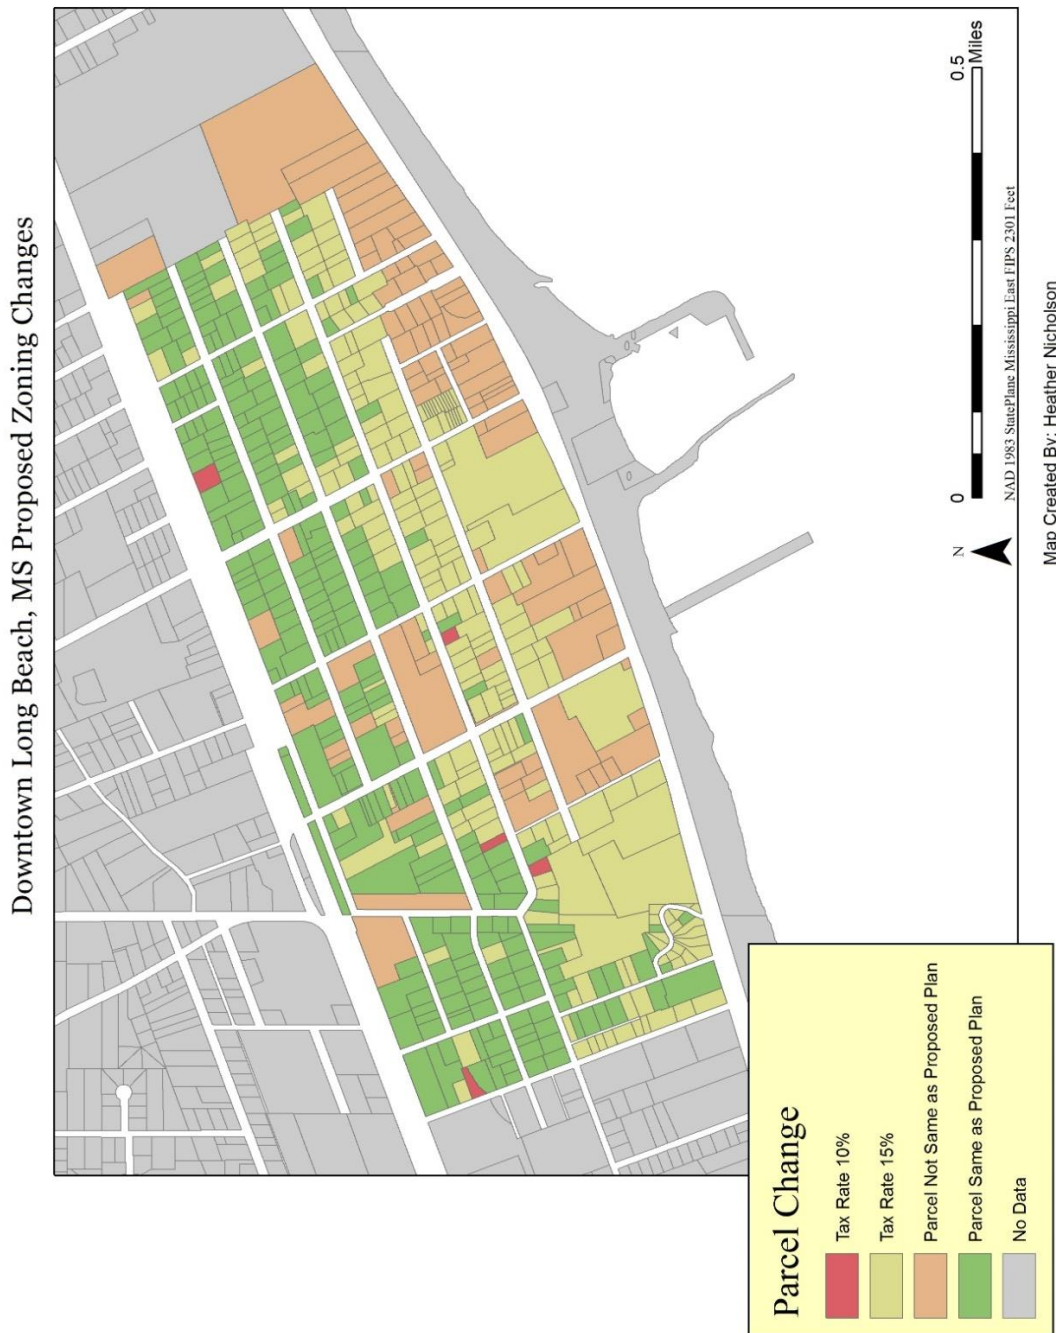 Downtown Long Beach, MS Proposed Zoning Changes
Parcel Change
Tax Rate 10%
Tax Rate 15%
Parcel Not Same as Proposed Plan
Parcel Same as Proposed Plan
No Data
N
0
0.5
Miles
NAD 1983 StatePlane Mississippi East FIPS 2301 Feet
Map Created By: Heather Nicholson